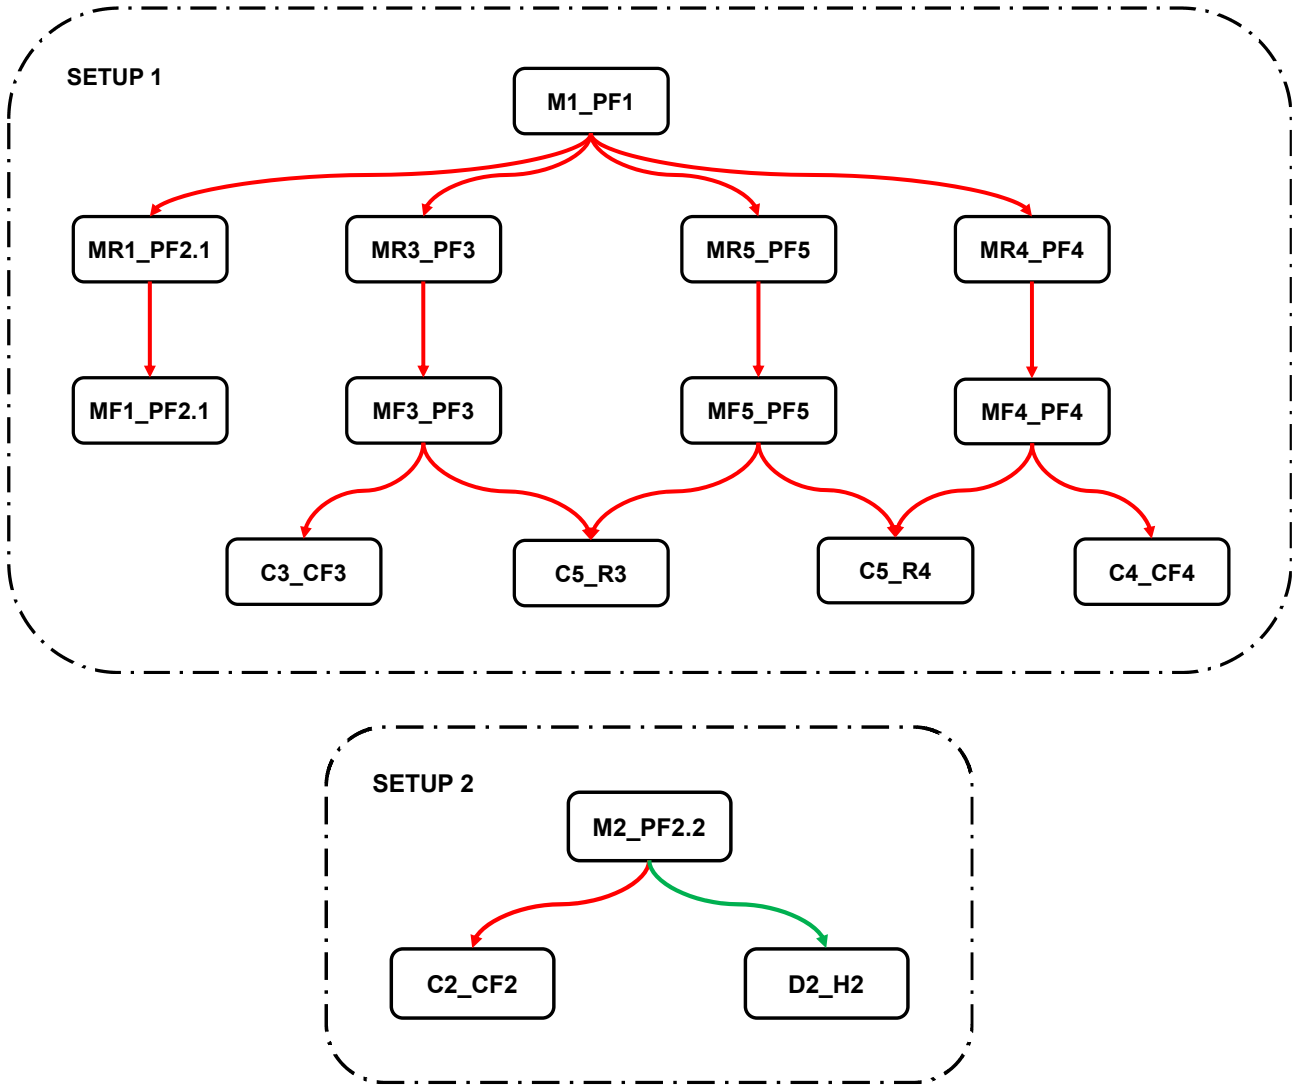 SETUP 1
M1_PF1
MR1_PF2.1
MR3_PF3
MR5_PF5
MR4_PF4
MF1_PF2.1
MF3_PF3
MF5_PF5
MF4_PF4
C3_CF3
C5_R3
C5_R4
C4_CF4
SETUP 2
M2_PF2.2
C2_CF2
D2_H2